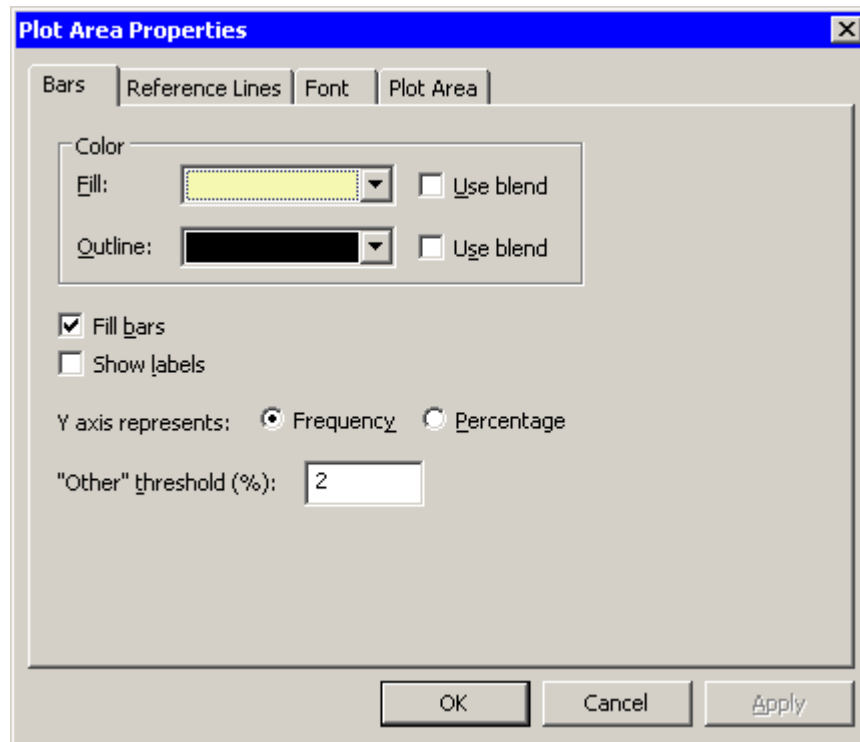 Plot Area Properties
Bars Reference Lines Font Plot Area
Color
Fill: Use blend
Outline: Use blend
Fill bars
Show labels
Y axis represents: Frequency Percentage
"Other" threshold (%): 2
OK Cancel Apply